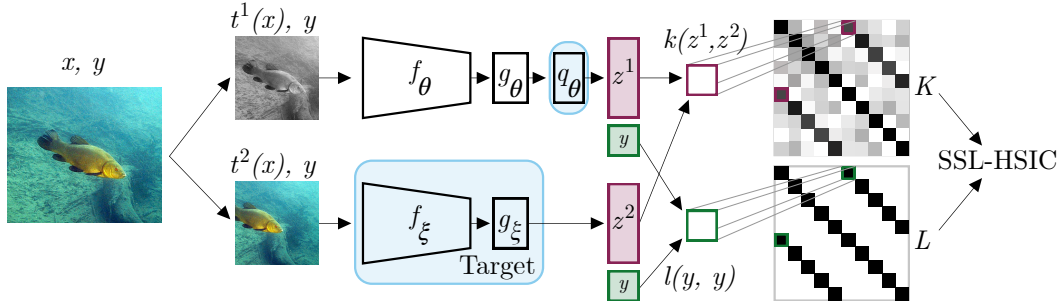 x, y
t¹(x), y
f_θ
g_θ
q_θ
z¹
y
k(z¹,z²)
K
t²(x), y
f_ξ
g_ξ
Target
z²
y
l(y, y)
L
SSL-HSIC